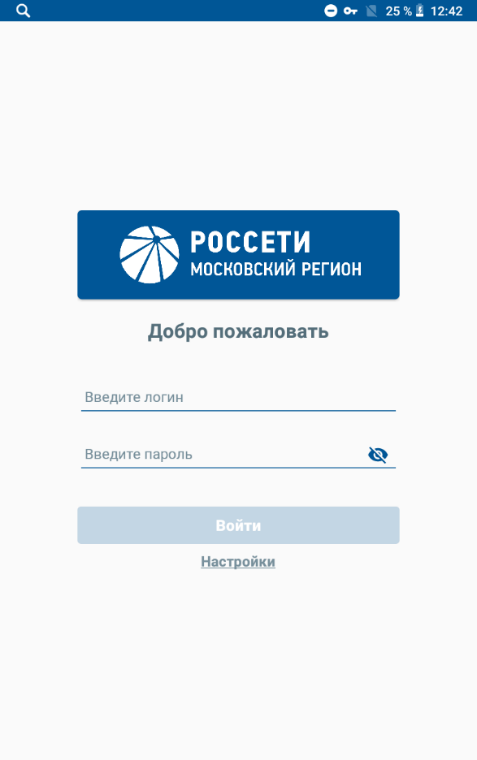 25 % 12:42
РОССЕТИ
МОСКОВСКИЙ РЕГИОН
Добро пожаловать
Введите логин
Введите пароль
Войти
Настройки